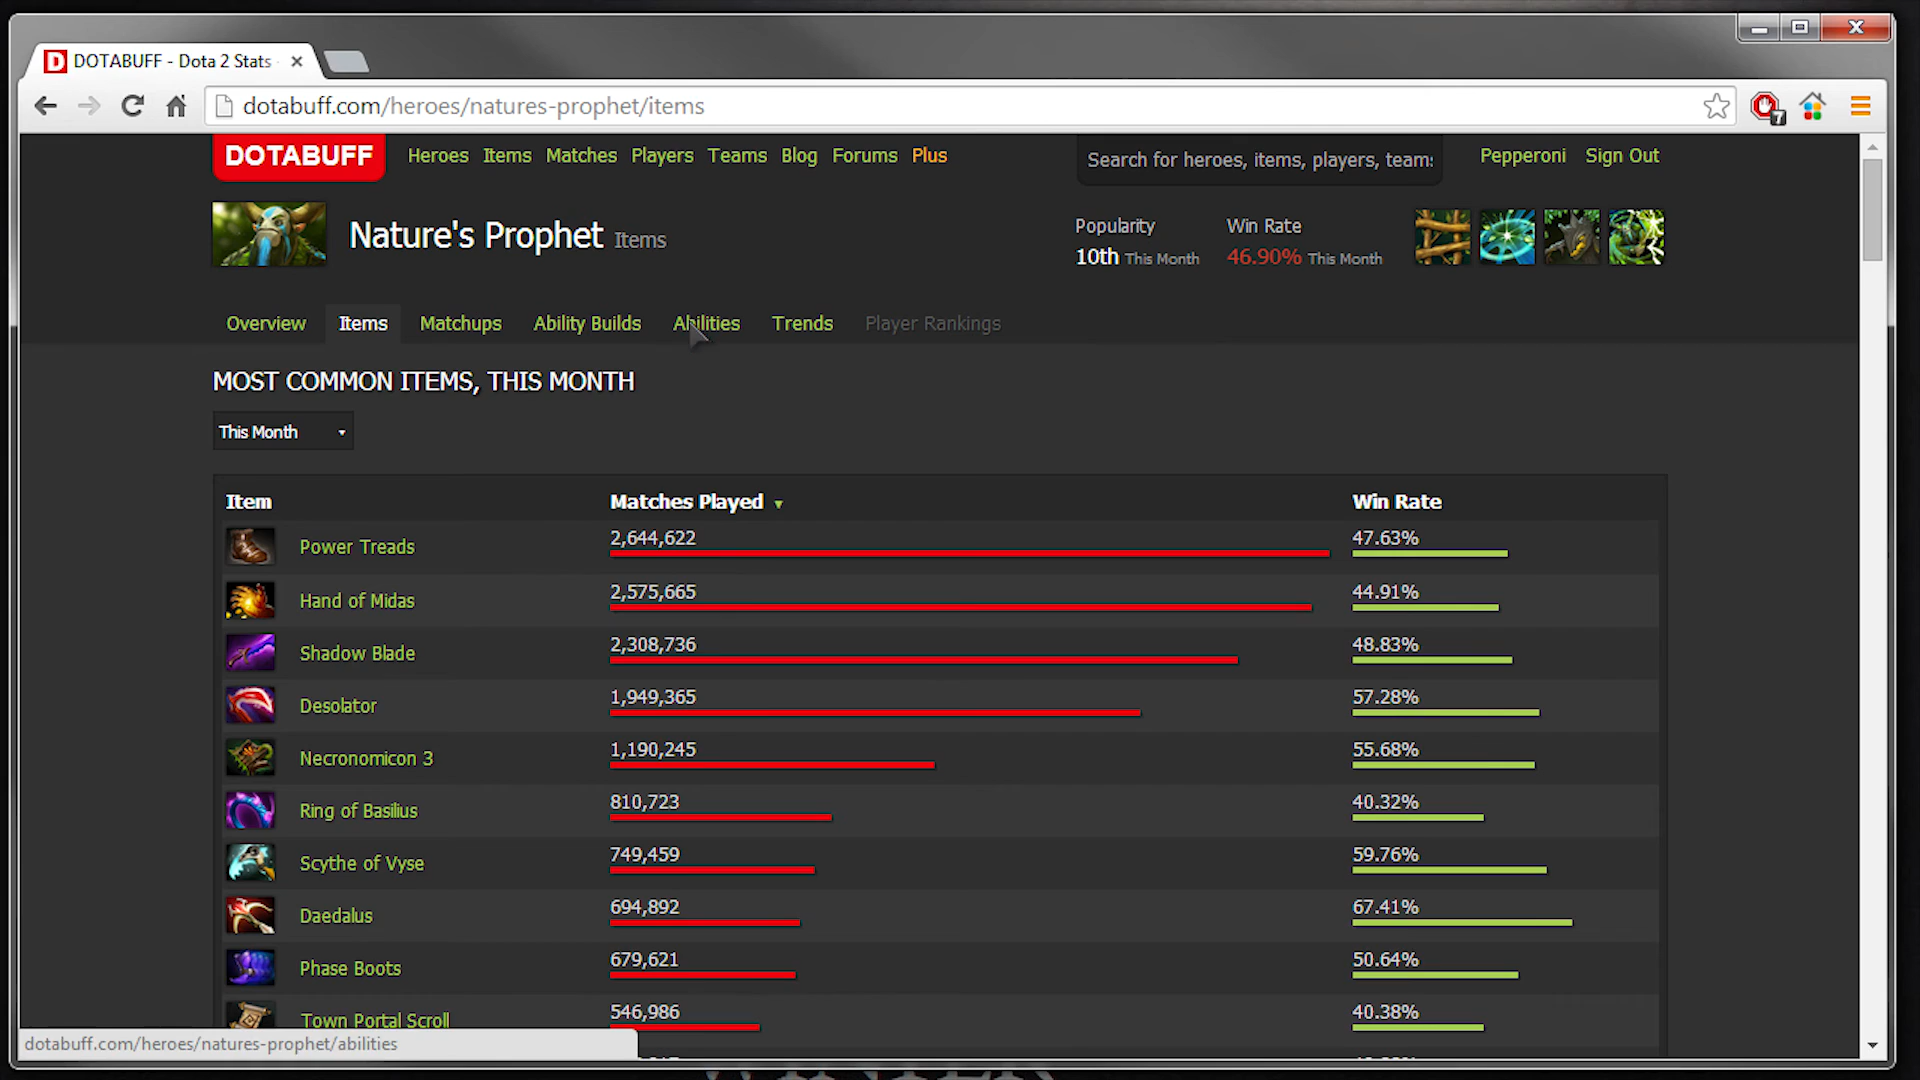 DOTABUFF - Dota 2 Stats
dotabuff.com/heroes/natures-prophet/items
7
DOTABUFF Heroes Items Matches Players Teams Blog Forums Plus Search for heroes, items, players, teams Pepperoni Sign Out
Nature's Prophet Items
Popularity Win Rate
10th This Month 46.90% This Month
Overview Items Matchups Ability Builds Abilities Trends Player Rankings
MOST COMMON ITEMS, THIS MONTH
This Month
Item Matches Played Win Rate
Power Treads 2,644,622 47.63%
Hand of Midas 2,575,665 44.91%
Shadow Blade 2,308,736 48.83%
Desolator 1,949,365 57.28%
Necronomicon 3 1,190,245 55.68%
Ring of Basilius 810,723 40.32%
Scythe of Vyse 749,459 59.76%
Daedalus 694,892 67.41%
Phase Boots 679,621 50.64%
Town Portal Scroll 546,986 40.38%
dotabuff.com/heroes/natures-prophet/abilities